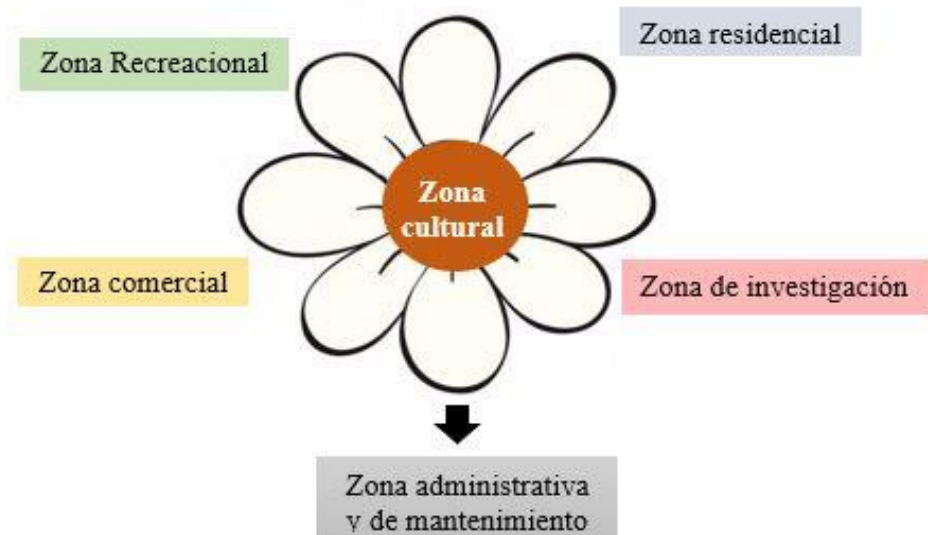 Zona residencial
Zona Recreacional
Zona
cultural
Zona comercial
Zona de investigación
Zona administrativa
y de mantenimiento